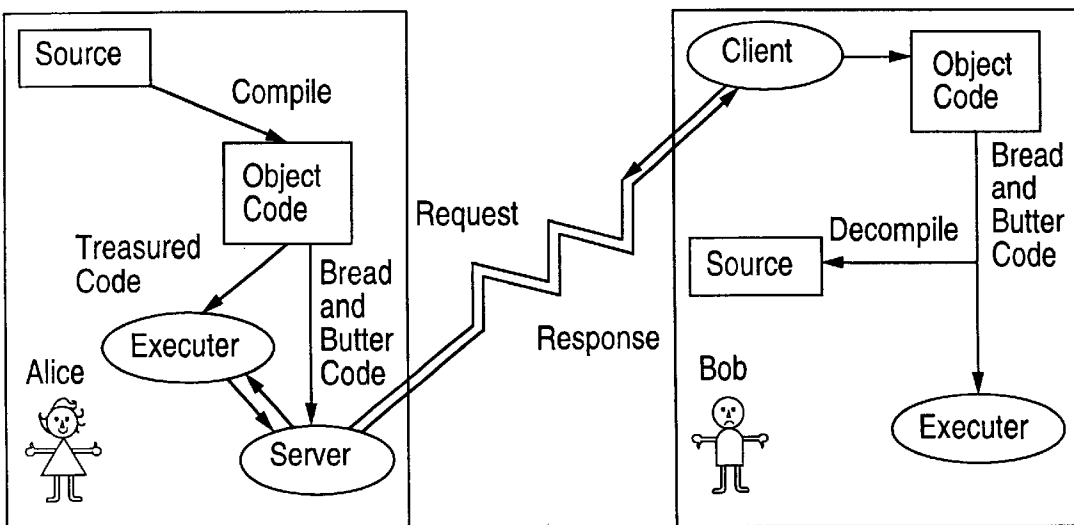 Source
Compile
Object
Code
Treasured
Code
Bread
and
Butter
Code
Executer
Alice
Server
Request
Response
Client
Object
Code
Bread
and
Butter
Code
Decompile
Source
Bob
Executer